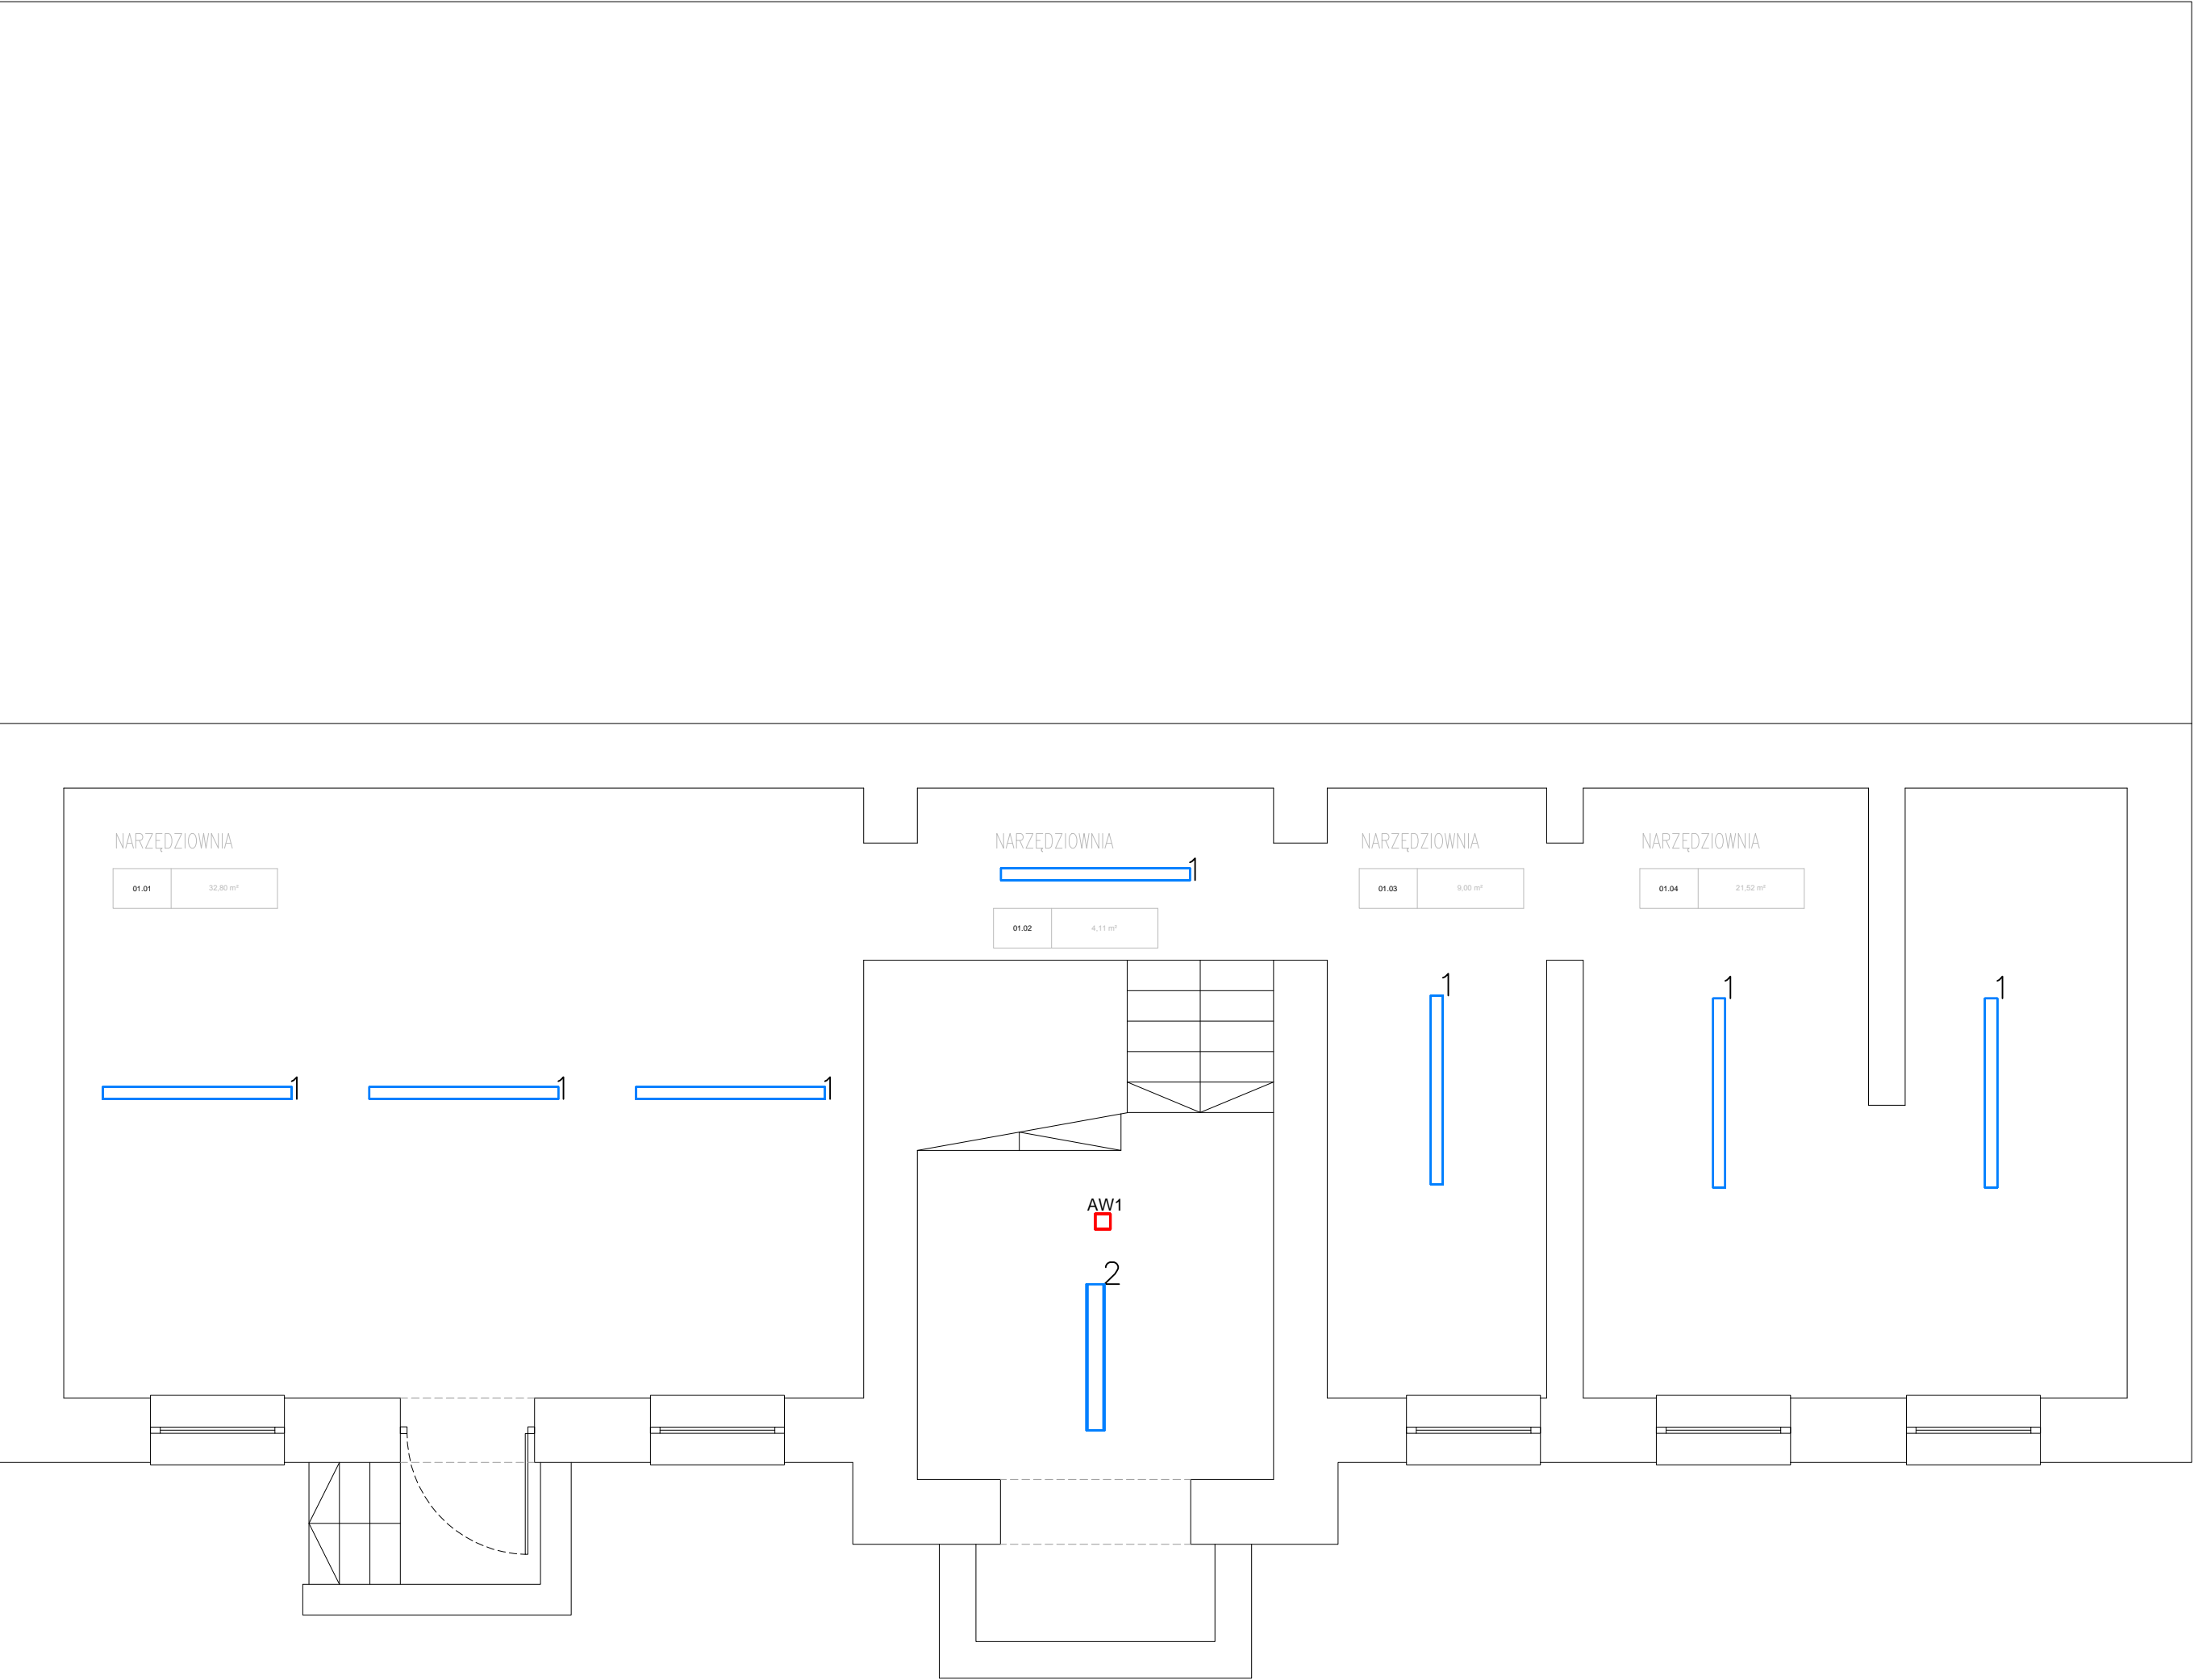 NARZĘDZIOWNIA
01.01 32,80 m²
NARZĘDZIOWNIA
1
01.02 4,11 m²
NARZĘDZIOWNIA
01.03 9,00 m²
NARZĘDZIOWNIA
01.04 21,52 m²
1
1
1
1
1
1
AW1
2